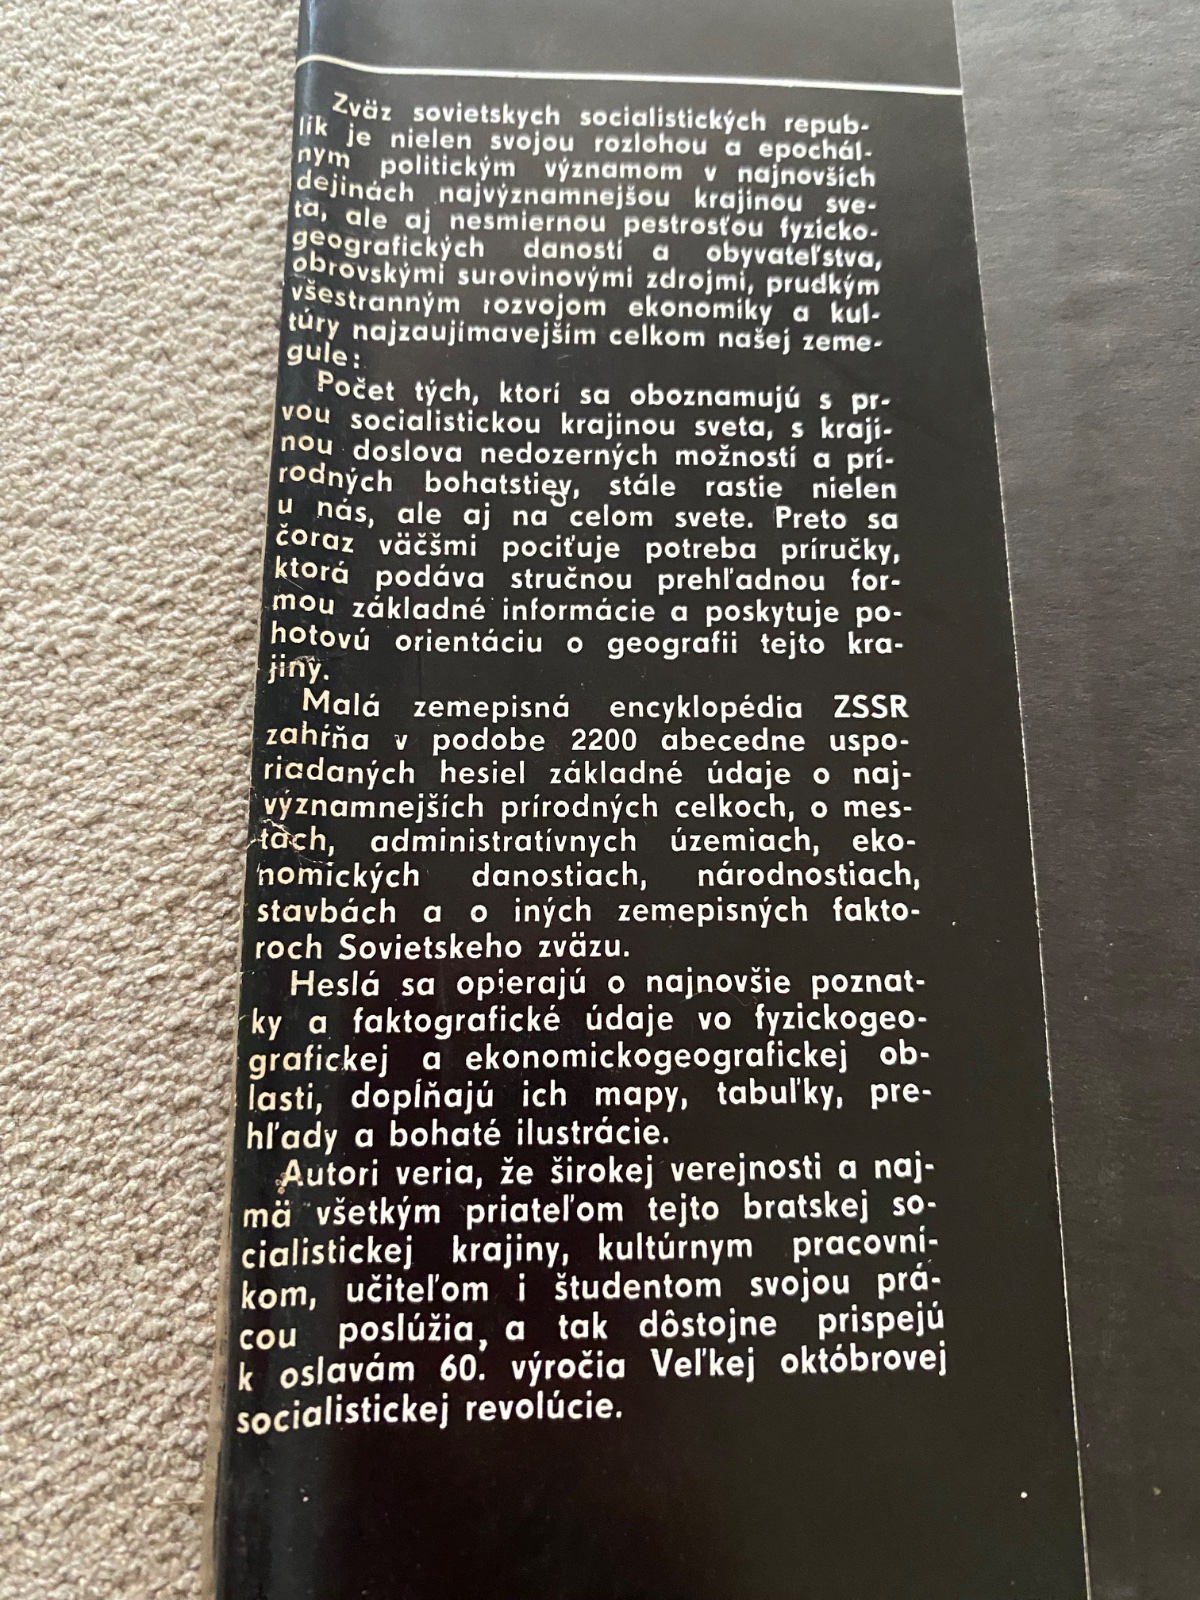 Zväz sovietskych socialistických repub-
lík je nielen svojou rozlohou a epochál-
nym politickým významom v najnovších
dejinách najvýznamnejšou krajinou sve-
ta, ale aj nesmiernou pestrosťou fyzicko-
geografických daností a obyvateľstva,
obrovskými surovinovými zdrojmi, prudkým
všestranným rozvojom ekonomiky a kul-
túry najzaujímavejším celkom našej zeme-
gule:
Počet tých, ktorí sa oboznamujú s pr-
vou socialistickou krajinou sveta, s kraji-
nou doslova nedozerných možností a prí-
rodných bohatstiev, stále rastie nielen
u nás, ale aj na celom svete. Preto sa
čoraz väčšmi pociťuje potreba príručky,
ktorá podáva stručnou prehľadnou for-
mou základné informácie a poskytuje po-
hotovú orientáciu o geografii tejto kra-
jiny.
Malá zemepisná encyklopédia ZSSR
zahŕňa v podobe 2200 abecedne uspo-
riadaných hesiel základné údaje o naj-
významnejších prírodných celkoch, o mes-
tách, administratívnych územiach, eko-
nomických danostiach, národnostiach,
stavbách a o iných zemepisných fakto-
roch Sovietskeho zväzu.
Heslá sa opierajú o najnovšie poznat-
ky a faktografické údaje vo fyzickogeo-
grafickej a ekonomickogeografickej ob-
lasti, dopĺňajú ich mapy, tabuľky, pre-
hľady a bohaté ilustrácie.
Autori veria, že širokej verejnosti a naj-
mä všetkým priateľom tejto bratskej so-
cialistickej krajiny, kultúrnym pracovní-
kom, učiteľom i študentom svojou prá-
cou poslúžia, a tak dôstojne prispejú
k oslavám 60. výročia Veľkej októbrovej
socialistickej revolúcie.